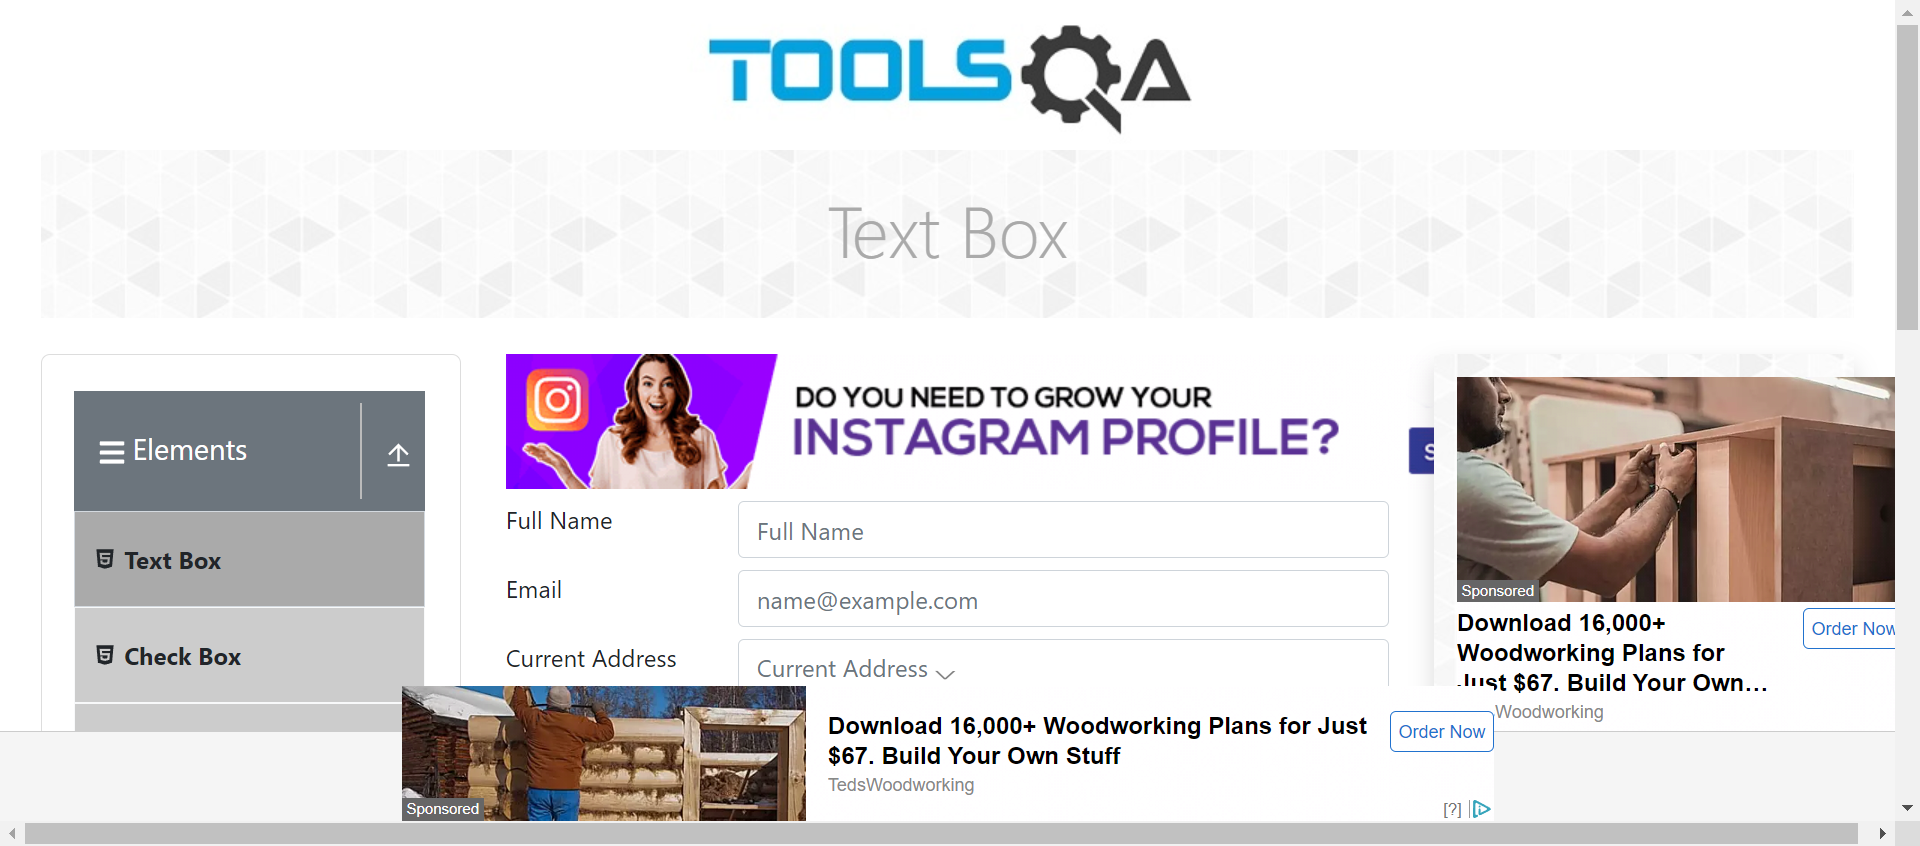 TOOLSQA
Text Box
Elements
Text Box
Check Box
DO YOU NEED TO GROW YOUR
INSTAGRAM PROFILE?
S
Full Name
Full Name
Email
name@example.com
Current Address
Current Address
Sponsored
Download 16,000+
Woodworking Plans for
Just $67. Build Your Own...
Order Now
Woodworking
Sponsored
Download 16,000+ Woodworking Plans for Just
$67. Build Your Own Stuff
TedsWoodworking
Order Now
[?]